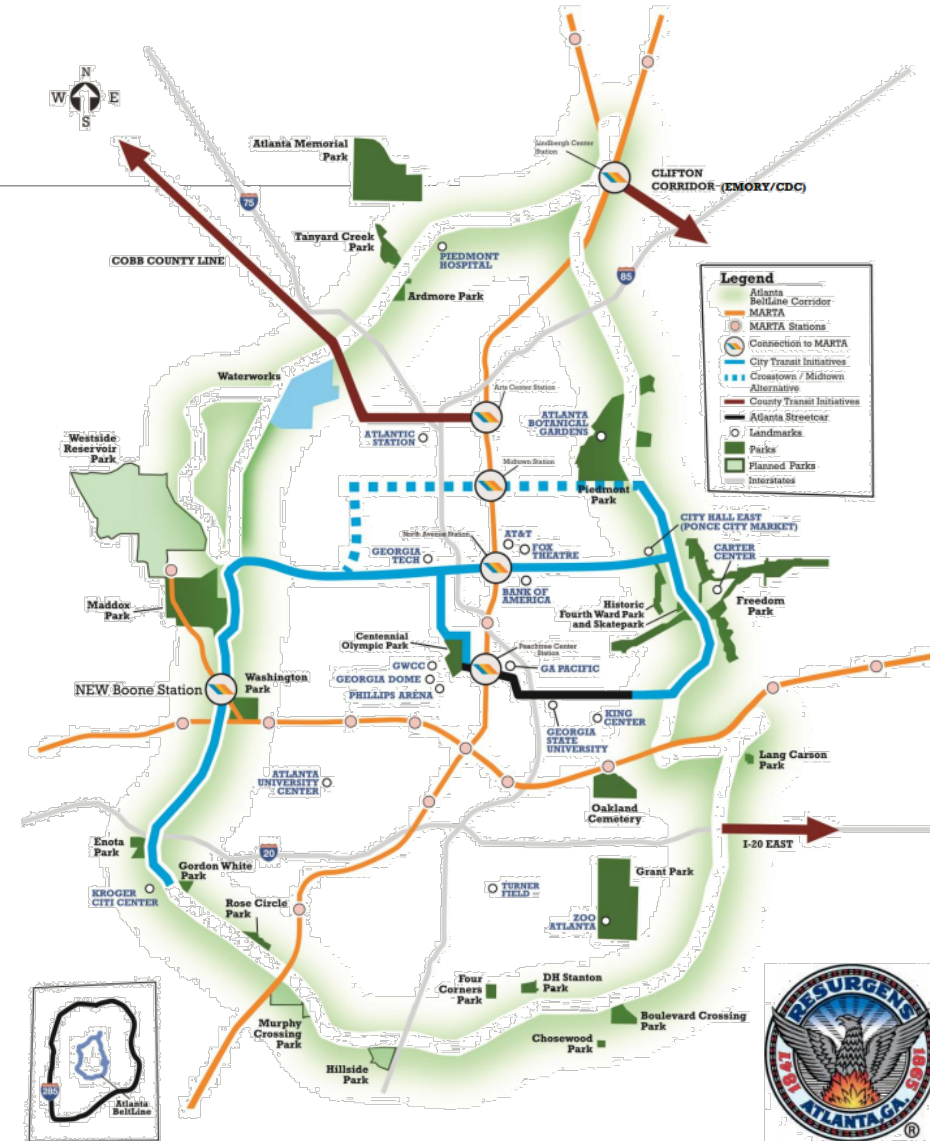 N
W
E
S
Atlanta Memorial
Park
75
Lindbergh Center
Station
CLIFTON
CORRIDOR (EMORY/CDC)
Tanyard Creek
Park
PIEDMONT
HOSPITAL
COBB COUNTY LINE
85
Ardmore Park
Legend
Atlanta
BeltLine Corridor
MARTA
MARTA Stations
Connection to MARTA
City Transit Initiatives
Crosstown / Midtown
Alternative
County Transit Initiatives
Atlanta Streetcar
Landmarks
Parks
Planned Parks
Interstates
Waterworks
Arts Center Station
ATLANTIC
STATION
ATLANTA
BOTANICAL
GARDENS
Westside
Reservoir
Park
Midtown Station
Piedmont
Park
CITY HALL EAST
(PONCE CITY MARKET)
North Avenue Station
AT&T
FOX
THEATRE
GEORGIA
TECH
CARTER
CENTER
BANK OF
AMERICA
Maddox
Park
Historic
Fourth Ward Park
and Skatepark
Freedom
Park
Centennial
Olympic Park
Peachtree Center
Station
GWCC
GA PACIFIC
GEORGIA DOME
PHILLIPS ARENA
NEW Boone Station
Washington
Park
KING
CENTER
GEORGIA
STATE
UNIVERSITY
Lang Carson
Park
ATLANTA
UNIVERSITY
CENTER
Oakland
Cemetery
I-20 EAST
Enota
Park
20
Gordon White
Park
Grant Park
KROGER
CITI CENTER
TURNER
FIELD
Rose Circle
Park
ZOO
ATLANTA
Four
Corners
Park
DH Stanton
Park
Boulevard Crossing
Park
Murphy
Crossing
Park
Chosewood
Park
Hillside
Park
285
Atlanta
BeltLine
RESURGENS
1847
1865
ATLANTA, GA.
®